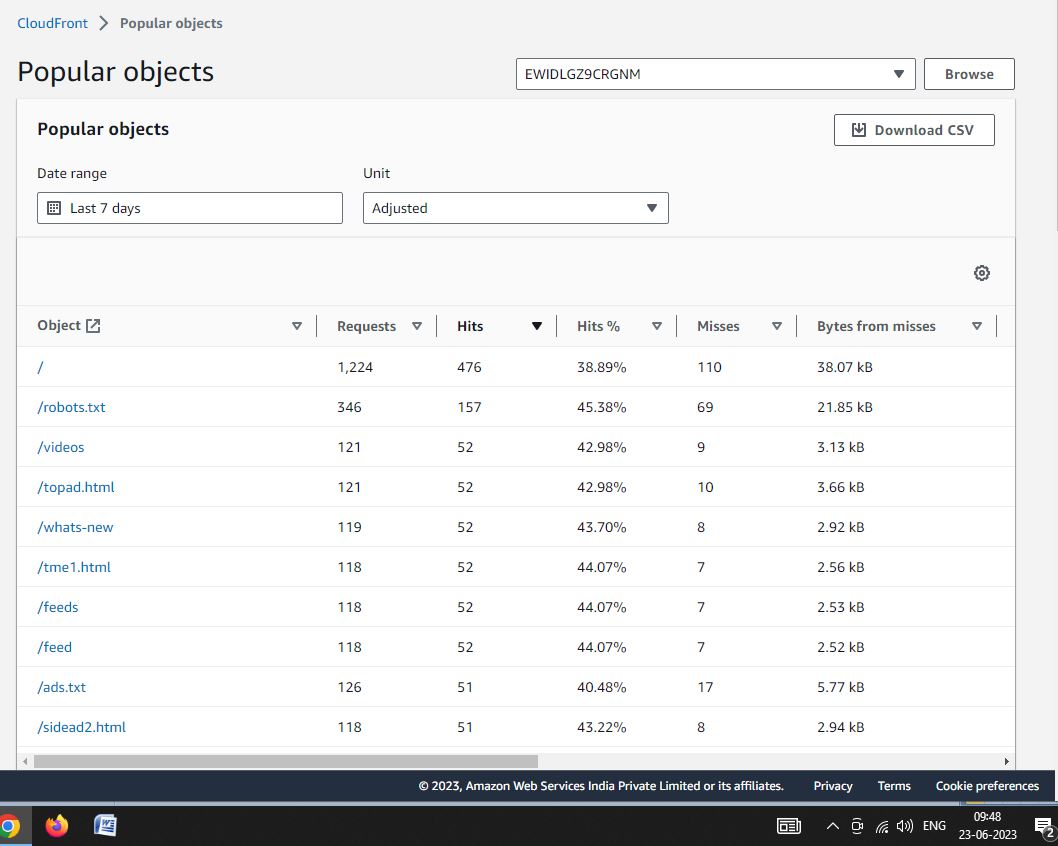 CloudFront > Popular objects
Popular objects
EWIDLGZ9CRGNM
Browse
Popular objects
Download CSV
Date range
Unit
Last 7 days
Adjusted
Object Requests Hits Hits % Misses Bytes from misses
/ 1,224 476 38.89% 110 38.07 kB
/robots.txt 346 157 45.38% 69 21.85 kB
/videos 121 52 42.98% 9 3.13 kB
/topad.html 121 52 42.98% 10 3.66 kB
/whats-new 119 52 43.70% 8 2.92 kB
/tme1.html 118 52 44.07% 7 2.56 kB
/feeds 118 52 44.07% 7 2.53 kB
/feed 118 52 44.07% 7 2.52 kB
/ads.txt 126 51 40.48% 17 5.77 kB
/sidead2.html 118 51 43.22% 8 2.94 kB
© 2023, Amazon Web Services India Private Limited or its affiliates. Privacy Terms Cookie preferences
W
ENG
09:48
23-06-2023
2